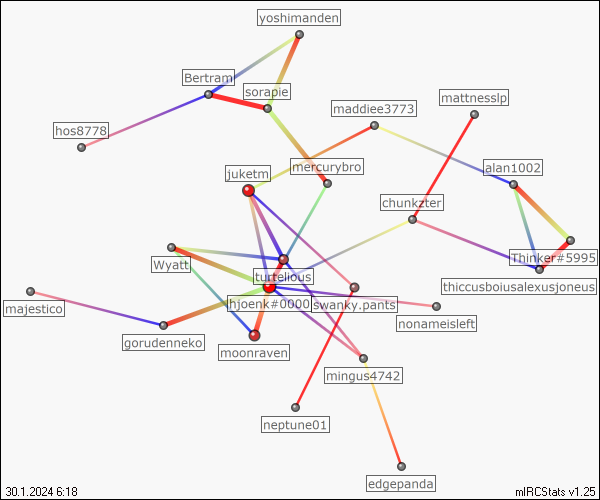 yoshimanden
Bertram
sorapie
mattnesslp
maddiee3773
hos8778
mercurybro
alan1002
juketm
chunkzter
Thinker#5995
Wyatt
turtelious
thiccusboiusalexusjoneus
hjoenk#0000
swanky.pants
majestico
nonameisleft
gorudenneko
moonraven
mingus4742
neptune01
edgepanda
30.1.2024 6:18
mIRCStats v1.25